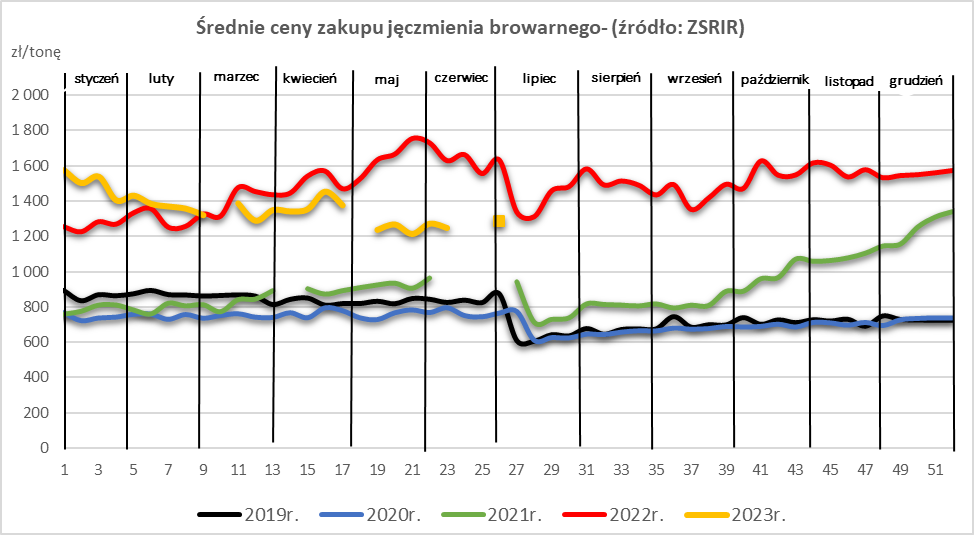 Średnie ceny zakupu jęczmienia browarnego- (źródło: ZSRIR)
zł/tonę
styczeń luty marzec kwiecień maj czerwiec lipiec sierpień wrzesień październik listopad grudzień
2 000
1 800
1 600
1 400
1 200
1 000
800
600
400
200
0
1 3 5 7 9 11 13 15 17 19 21 23 25 27 29 31 33 35 37 39 41 43 45 47 49 51
2019r. 2020r. 2021r. 2022r. 2023r.